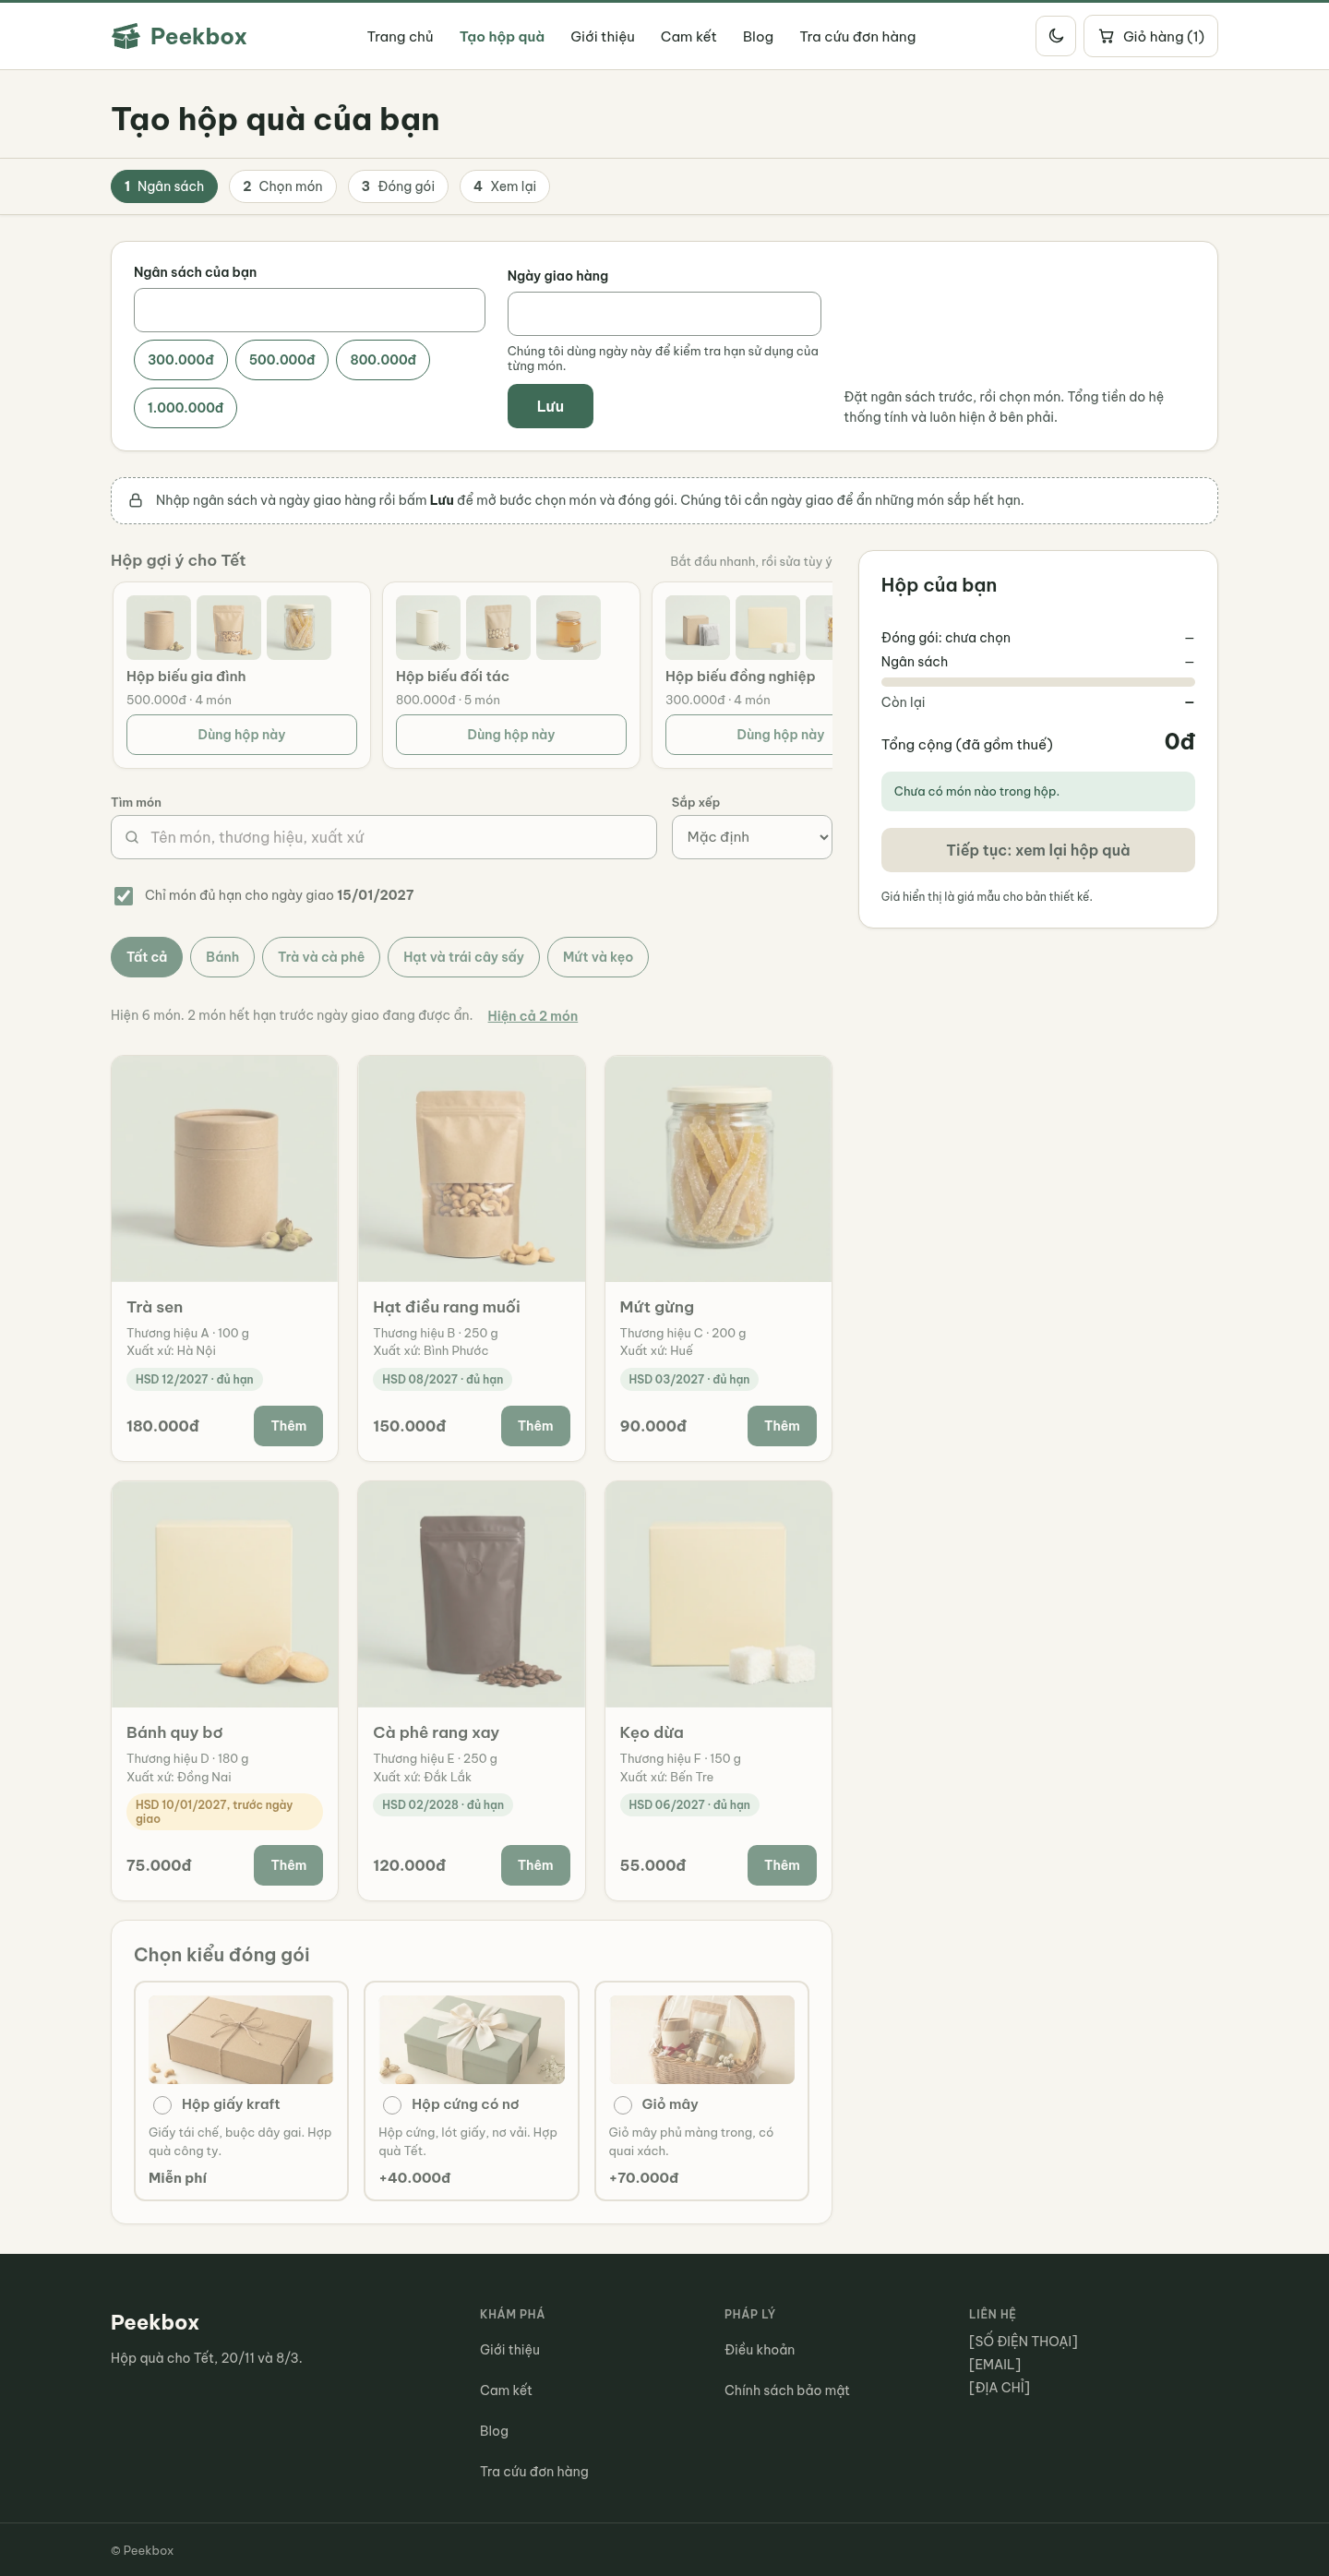 Peekbox
Trang chủ
Tạo hộp quà
Giới thiệu
Cam kết
Blog
Tra cứu đơn hàng
Giỏ hàng (1)
Tạo hộp quà của bạn
1 Ngân sách
2 Chọn món
3 Đóng gói
4 Xem lại
Ngân sách của bạn
300.000đ
500.000đ
800.000đ
1.000.000đ
Ngày giao hàng
Chúng tôi dùng ngày này để kiểm tra hạn sử dụng của
từng món.
Lưu
Đặt ngân sách trước, rồi chọn món. Tổng tiền do hệ
thống tính và luôn hiện ở bên phải.
Nhập ngân sách và ngày giao hàng rồi bấm Lưu để mở bước chọn món và đóng gói. Chúng tôi cần ngày giao để ẩn những món sắp hết hạn.
Hộp gợi ý cho Tết
Bắt đầu nhanh, rồi sửa tùy ý
Hộp biếu gia đình
500.000đ · 4 món
Dùng hộp này
Hộp biếu đối tác
800.000đ · 5 món
Dùng hộp này
Hộp biếu đồng nghiệp
300.000đ · 4 món
Dùng hộp này
Tìm món
Tên món, thương hiệu, xuất xứ
Sắp xếp
Mặc định
Chỉ món đủ hạn cho ngày giao 15/01/2027
Tất cả
Bánh
Trà và cà phê
Hạt và trái cây sấy
Mứt và kẹo
Hiện 6 món. 2 món hết hạn trước ngày giao đang được ẩn.
Hiện cả 2 món
Trà sen
Thương hiệu A · 100 g
Xuất xứ: Hà Nội
HSD 12/2027 · đủ hạn
180.000đ
Thêm
Hạt điều rang muối
Thương hiệu B · 250 g
Xuất xứ: Bình Phước
HSD 08/2027 · đủ hạn
150.000đ
Thêm
Mứt gừng
Thương hiệu C · 200 g
Xuất xứ: Huế
HSD 03/2027 · đủ hạn
90.000đ
Thêm
Bánh quy bơ
Thương hiệu D · 180 g
Xuất xứ: Đồng Nai
HSD 10/01/2027, trước ngày
giao
75.000đ
Thêm
Cà phê rang xay
Thương hiệu E · 250 g
Xuất xứ: Đắk Lắk
HSD 02/2028 · đủ hạn
120.000đ
Thêm
Kẹo dừa
Thương hiệu F · 150 g
Xuất xứ: Bến Tre
HSD 06/2027 · đủ hạn
55.000đ
Thêm
Chọn kiểu đóng gói
Hộp giấy kraft
Giấy tái chế, buộc dây gai. Hợp
quà công ty.
Miễn phí
Hộp cứng có nơ
Hộp cứng, lót giấy, nơ vải. Hợp
quà Tết.
+40.000đ
Giỏ mây
Giỏ mây phủ màng trong, có
quai xách.
+70.000đ
Hộp của bạn
Đóng gói: chưa chọn –
Ngân sách –
Còn lại –
Tổng cộng (đã gồm thuế) 0đ
Chưa có món nào trong hộp.
Tiếp tục: xem lại hộp quà
Giá hiển thị là giá mẫu cho bản thiết kế.
Peekbox
Hộp quà cho Tết, 20/11 và 8/3.
KHÁM PHÁ
Giới thiệu
Cam kết
Blog
Tra cứu đơn hàng
PHÁP LÝ
Điều khoản
Chính sách bảo mật
LIÊN HỆ
[SỐ ĐIỆN THOẠI]
[EMAIL]
[ĐỊA CHỈ]
© Peekbox